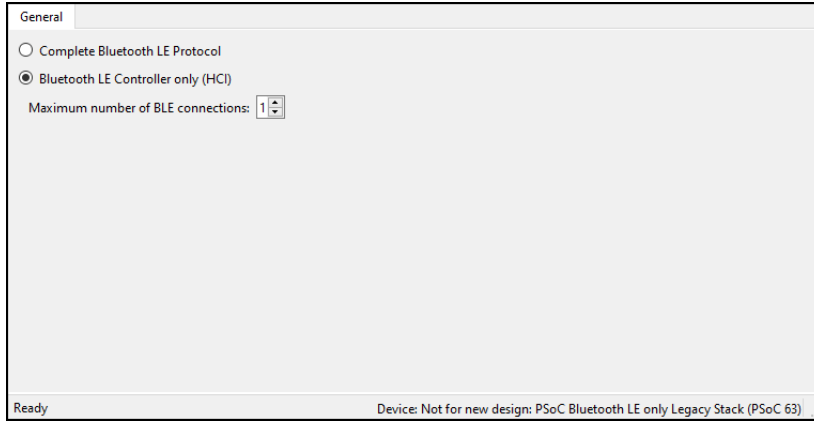 General
Complete Bluetooth LE Protocol
Bluetooth LE Controller only (HCI)
Maximum number of BLE connections: 1
Ready Device: Not for new design: PSoC Bluetooth LE only Legacy Stack (PSoC 63)